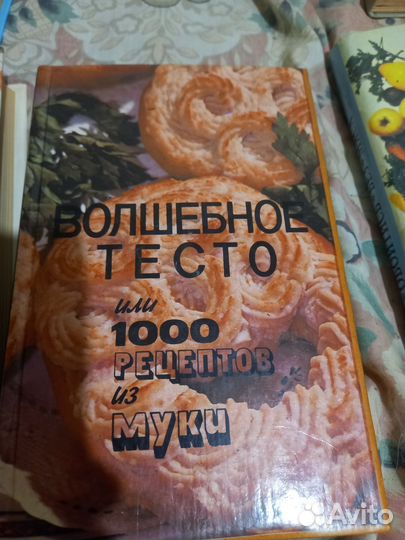 ВОЛШЕБНОЕ
ТЕСТО
или
1000
РЕЦЕПТОВ
из
муки
Avito